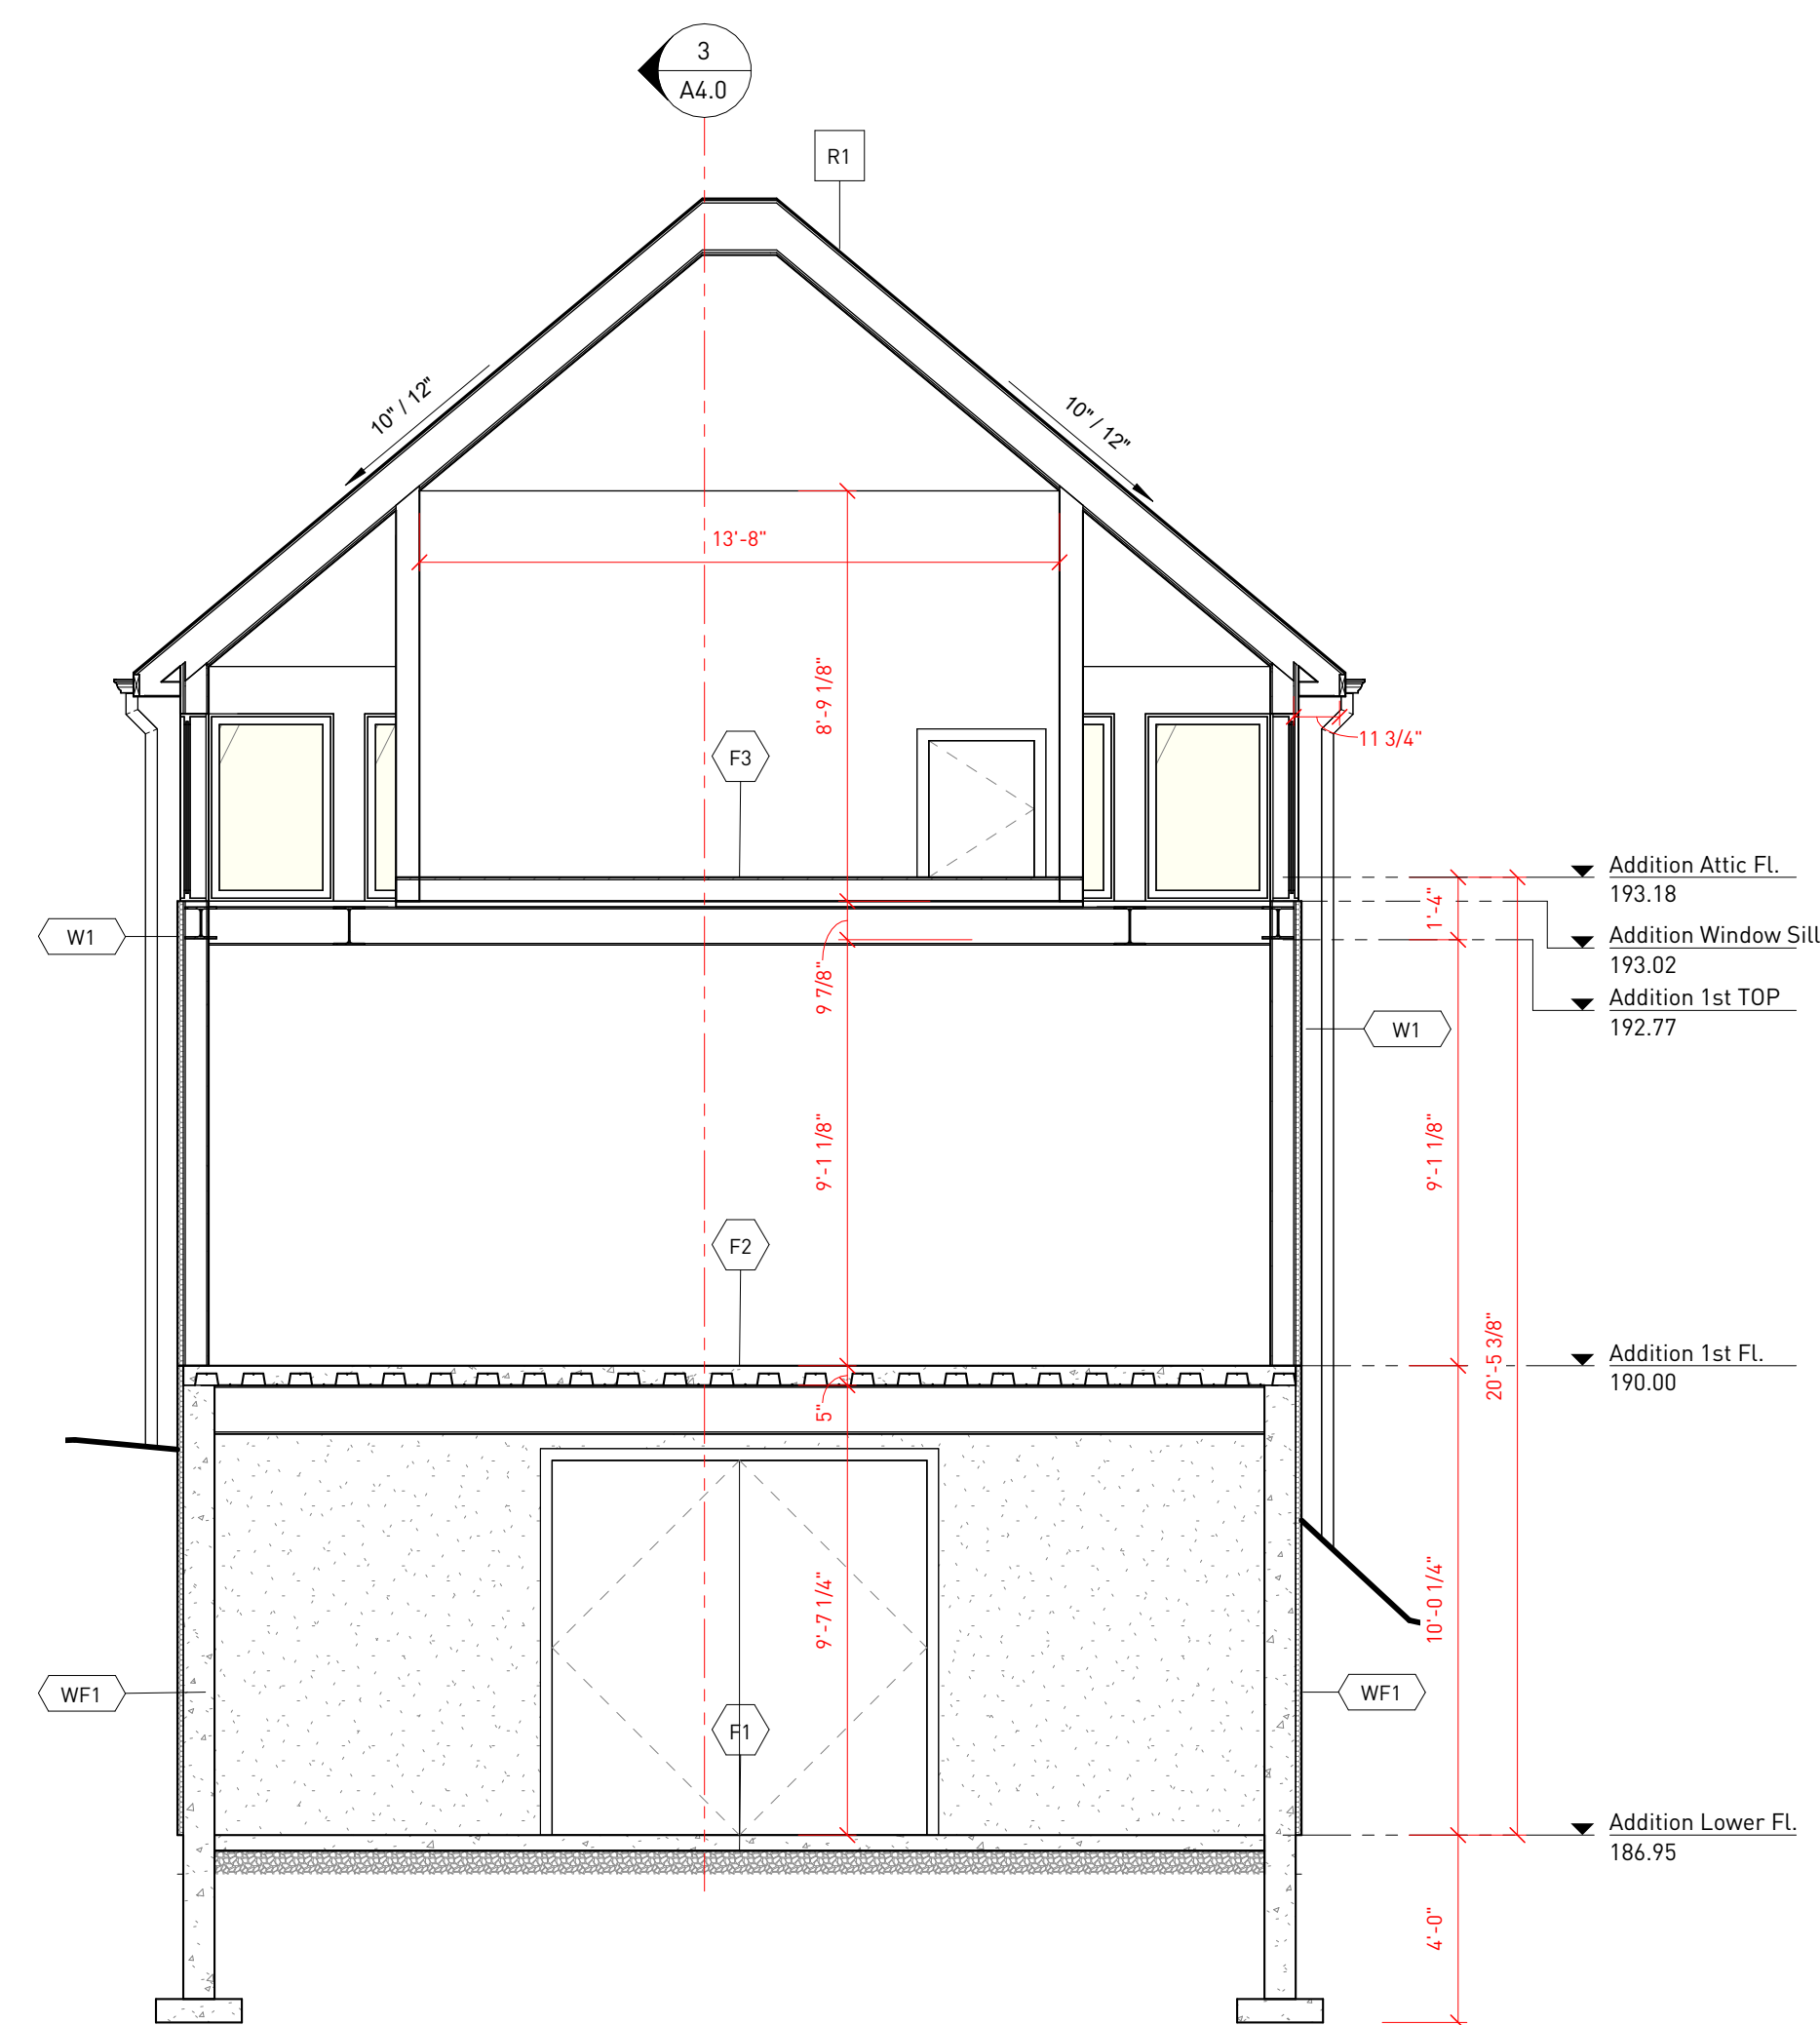 3
A4.0
R1
10" / 12"
10" / 12"
13'-8"
8'-9 1/8"
11 3/4"
F3
Addition Attic Fl.
193.18
1'-4"
W1
Addition Window Sill
193.02
9 7/8"
Addition 1st TOP
192.77
W1
9'-1 1/8"
9'-1 1/8"
F2
20'-5 3/8"
Addition 1st Fl.
190.00
5"
9'-7 1/4"
10'-0 1/4"
WF1
WF1
F1
Addition Lower Fl.
186.95
4'-0"